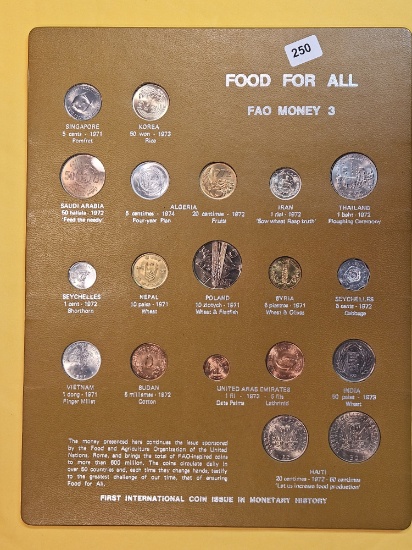 250
FOOD FOR ALL
FAO MONEY 3
SINGAPORE
5 cents - 1971
Pomfret
KOREA
50 won - 1973
Rice
SAUDI ARABIA
50 halala - 1972
'Feed the needy'
ALGERIA
5 centimes - 1974
Four-year Plan
20 centimes - 1972
Fruits
IRAN
1 rial - 1972
'Sow wheat Reap truth'
THAILAND
1 baht 1972
Ploughing Ceremony
SEYCHELLES
1 cent - 1972
Shorthorn
NEPAL
10 paise - 1971
Wheat
POLAND
10 zlotych - 1971
Wheat & Flatfish
SYRIA
5 piastres - 1971
Wheat & Olives
SEYCHELLES
5 cents - 1972
Cabbage
VIETNAM
1 dong - 1971
Finger Millet
SUDAN
5 milliemes - 1972
Cotton
UNITED ARAB EMIRATES
1 fil - 1973 5 fils
Date Palms Lethrinid
INDIA
50 paise - 1973
Wheat
HAITI
20 centimes - 1972 - 50 centimes
'Let us increase food production'
The money presented here continues the issue sponsored
by the Food and Agriculture Organization of the United
Nations, Rome, and brings the total of FAO-inspired coins
to more than 600 million. The coins circulate daily in
over 60 countries and, each time they change hands, testify
to the greatest challenge of our time, that of ensuring
Food for All.
FIRST INTERNATIONAL COIN ISSUE IN MONETARY HISTORY